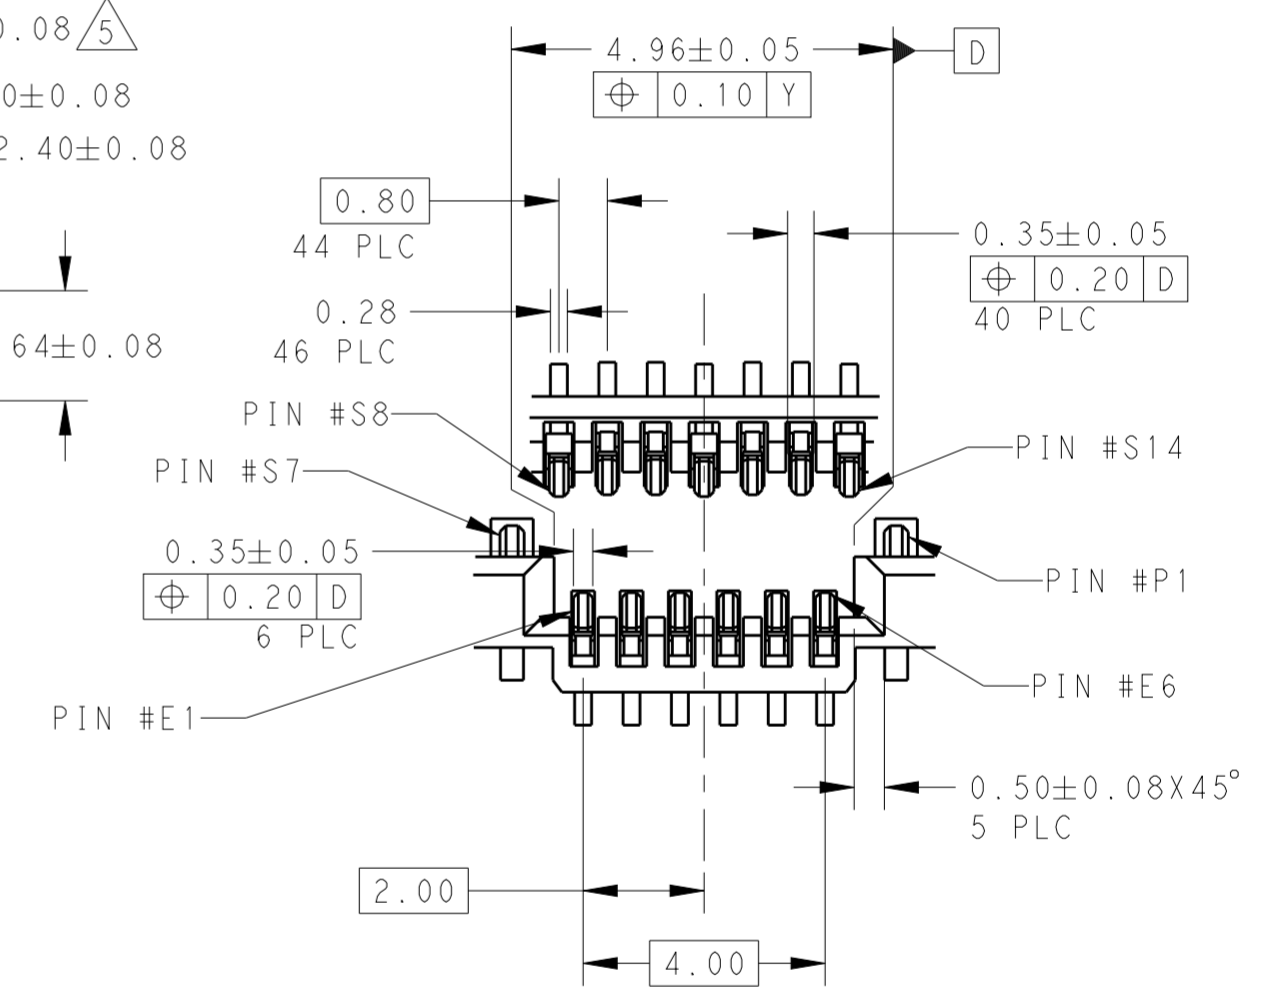 0.08 5
4.96±0.05
D
0.10 Y
0±0.08
2.40±0.08
0.80
44 PLC
0.35±0.05
0.20 D
40 PLC
0.28
46 PLC
64±0.08
PIN #S8
PIN #S14
PIN #S7
0.35±0.05
0.20 D
6 PLC
PIN #P1
PIN #E6
PIN #E1
0.50±0.08X45°
5 PLC
2.00
4.00